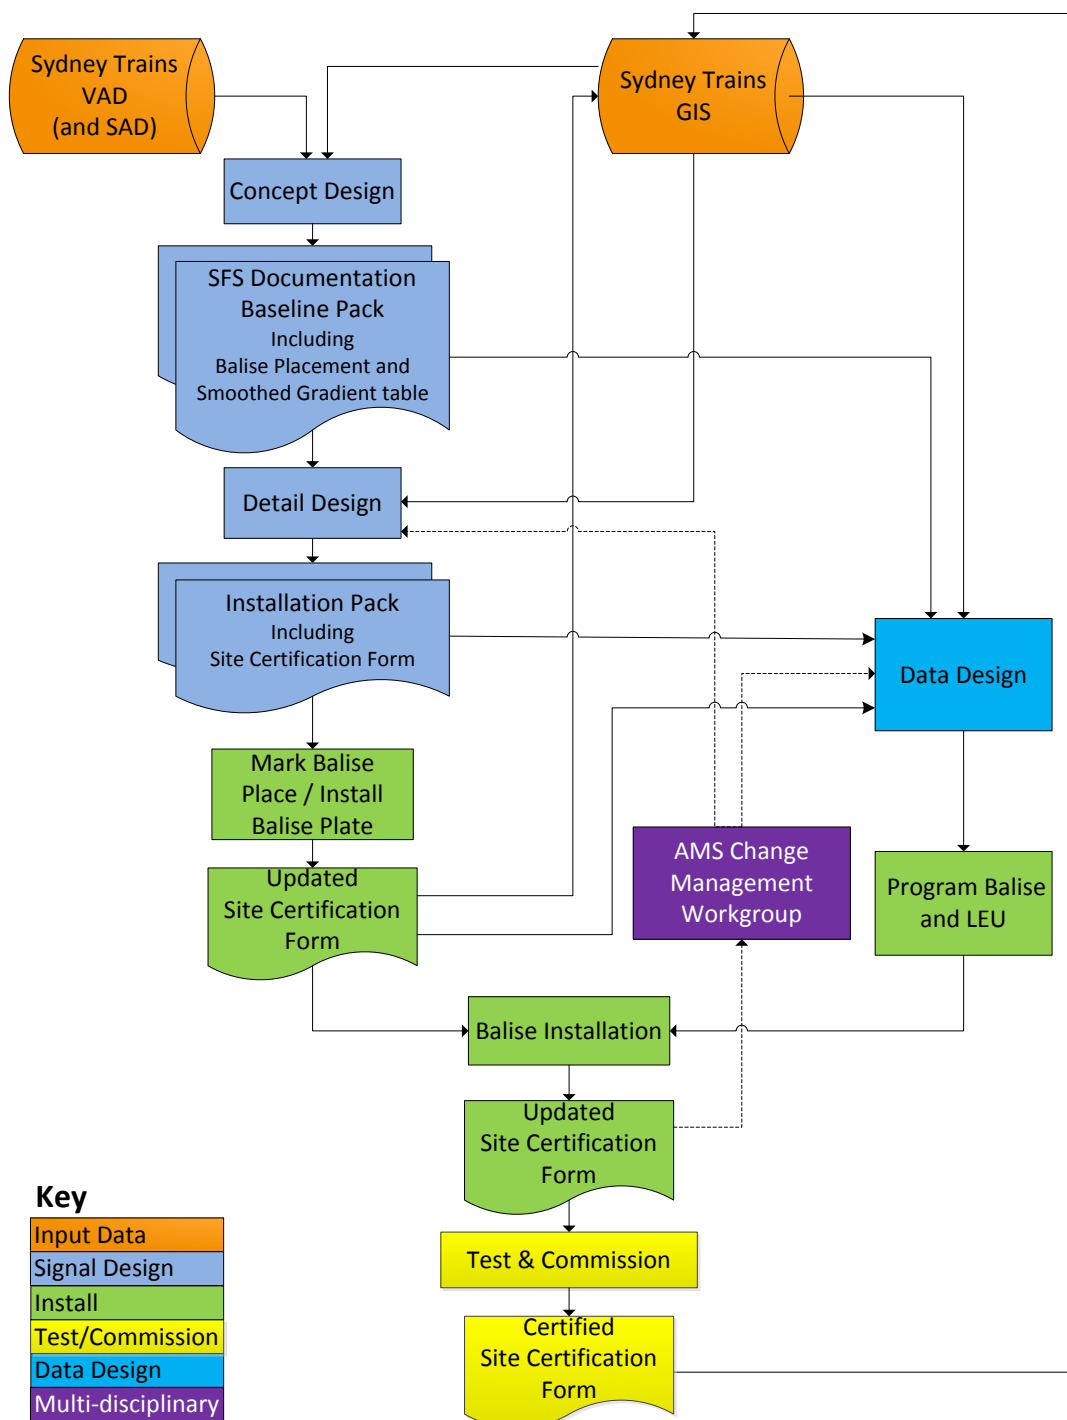 Sydney Trains
VAD
(and SAD)
Sydney Trains
GIS
Concept Design
SFS Documentation
Baseline Pack
Including
Balise Placement and
Smoothed Gradient table
Detail Design
Installation Pack
Including
Site Certification Form
Data Design
Mark Balise
Place / Install
Balise Plate
AMS Change
Management
Workgroup
Program Balise
and LEU
Updated
Site Certification
Form
Balise Installation
Updated
Site Certification
Form
Test & Commission
Certified
Site Certification
Form
Key
Input Data
Signal Design
Install
Test/Commission
Data Design
Multi-disciplinary